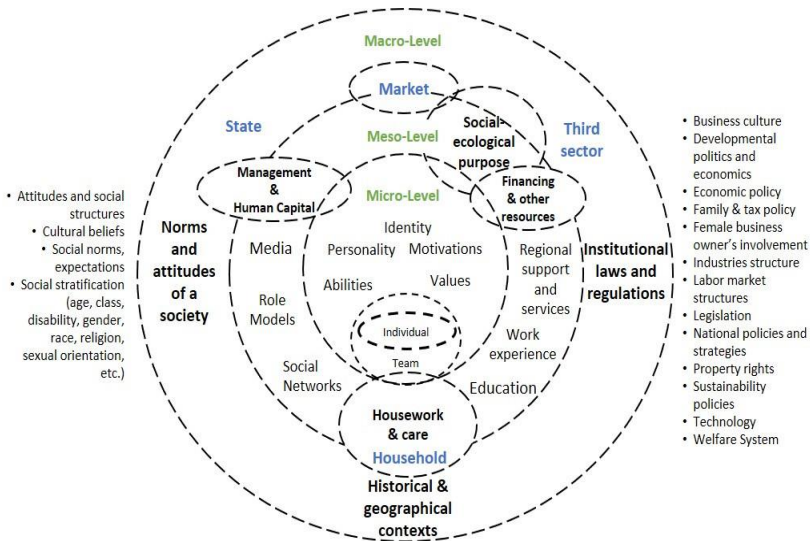 Macro-Level
Market
State
Meso-Level
Social-
ecological
purpose
Third
sector
Management
&
Human Capital
Micro-Level
Financing
& other
resources
• Attitudes and social
structures
• Cultural beliefs
• Social norms,
expectations
• Social stratification
(age, class,
disability, gender,
race, religion,
sexual orientation,
etc.)
Norms
and
attitudes
of a
society
Media
Role
Models
Social
Networks
Identity
Personality
Motivations
Abilities
Values
Individual
Team
Regional
support
and
services
Work
experience
Education
Institutional
laws and
regulations
Housework
& care
Household
Historical &
geographical
contexts
• Business culture
• Developmental
politics and
economics
• Economic policy
• Family & tax policy
• Female business
owner's involvement
• Industries structure
• Labor market
structures
• Legislation
• National policies and
strategies
• Property rights
• Sustainability
policies
• Technology
• Welfare System